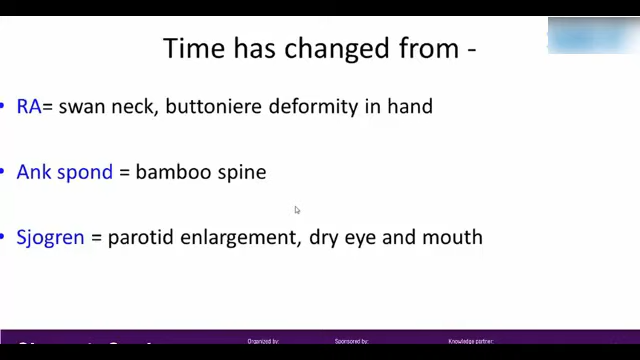 Time has changed from -
• RA= swan neck, buttoniere deformity in hand
• Ank spond = bamboo spine
• Sjogren = parotid enlargement, dry eye and mouth
Organized by: Sponsored by: Knowledge partner: